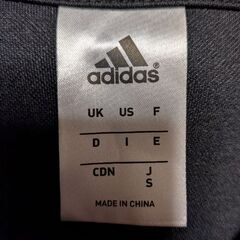 adidas
UK US F
D I E
CDN J
S
MADE IN CHINA